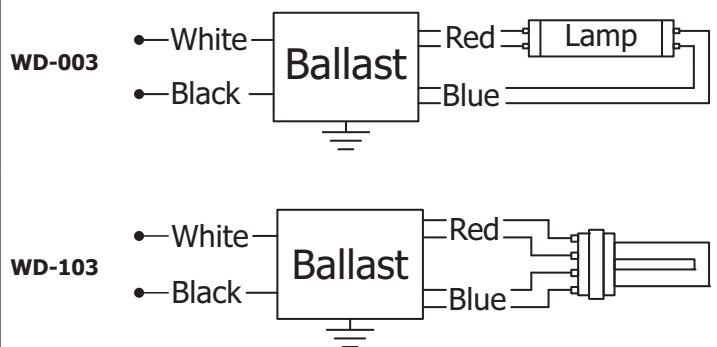 WD-003
White
Black
Ballast
Red
Blue
Lamp
WD-103
White
Black
Ballast
Red
Blue